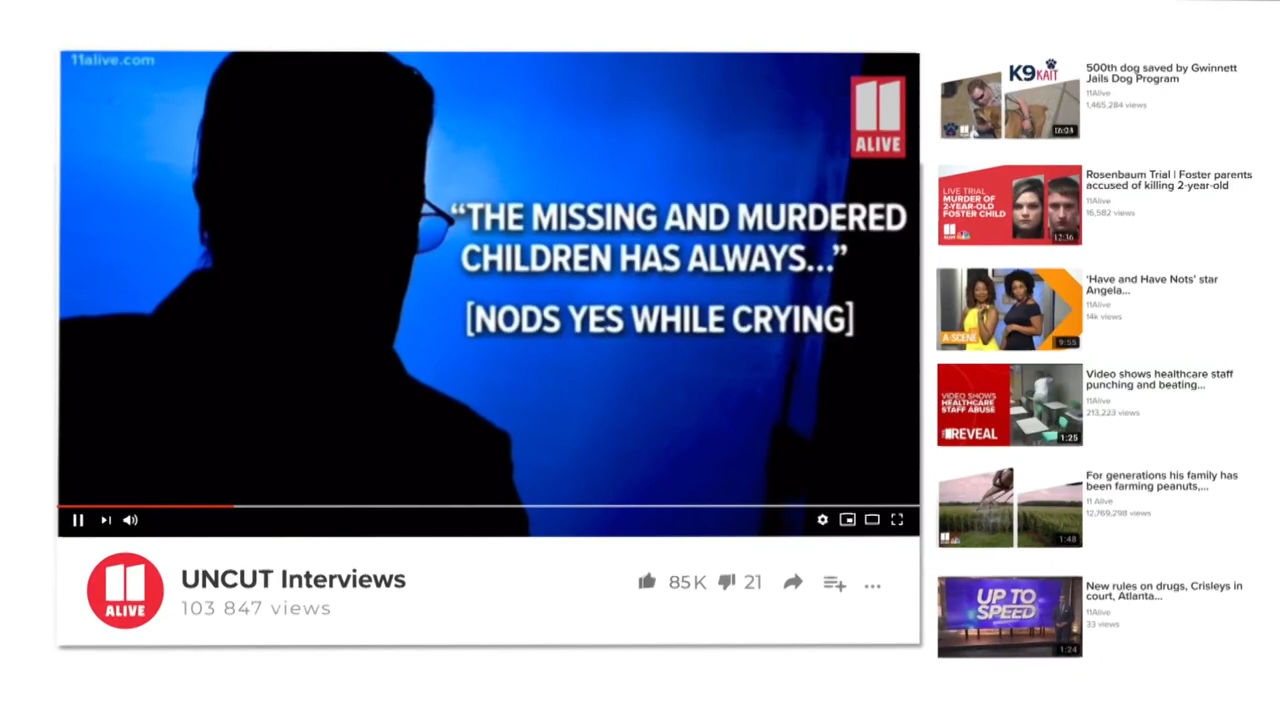 11alive.com
11
ALIVE
“THE MISSING AND MURDERED
CHILDREN HAS ALWAYS...”
[NODS YES WHILE CRYING]
11
ALIVE
UNCUT Interviews
103 847 views
85K
21
K9 KAIT
16:23
500th dog saved by Gwinnett
Jails Dog Program
11Alive
1,465,284 views
LIVE TRIAL
MURDER OF
2-YEAR-OLD
FOSTER CHILD
12:36
Rosenbaum Trial | Foster parents
accused of killing 2-year-old
11Alive
16,582 views
A-SCENE
9:55
‘Have and Have Nots’ star
Angela...
11Alive
14k views
VIDEO SHOWS
HEALTHCARE
STAFF ABUSE
REVEAL
1:25
Video shows healthcare staff
punching and beating...
11Alive
213,223 views
1:48
For generations his family has
been farming peanuts,...
11 Alive
12,769,298 views
UP TO
SPEED
1:24
New rules on drugs, Crisleys in
court, Atlanta...
11Alive
33 views